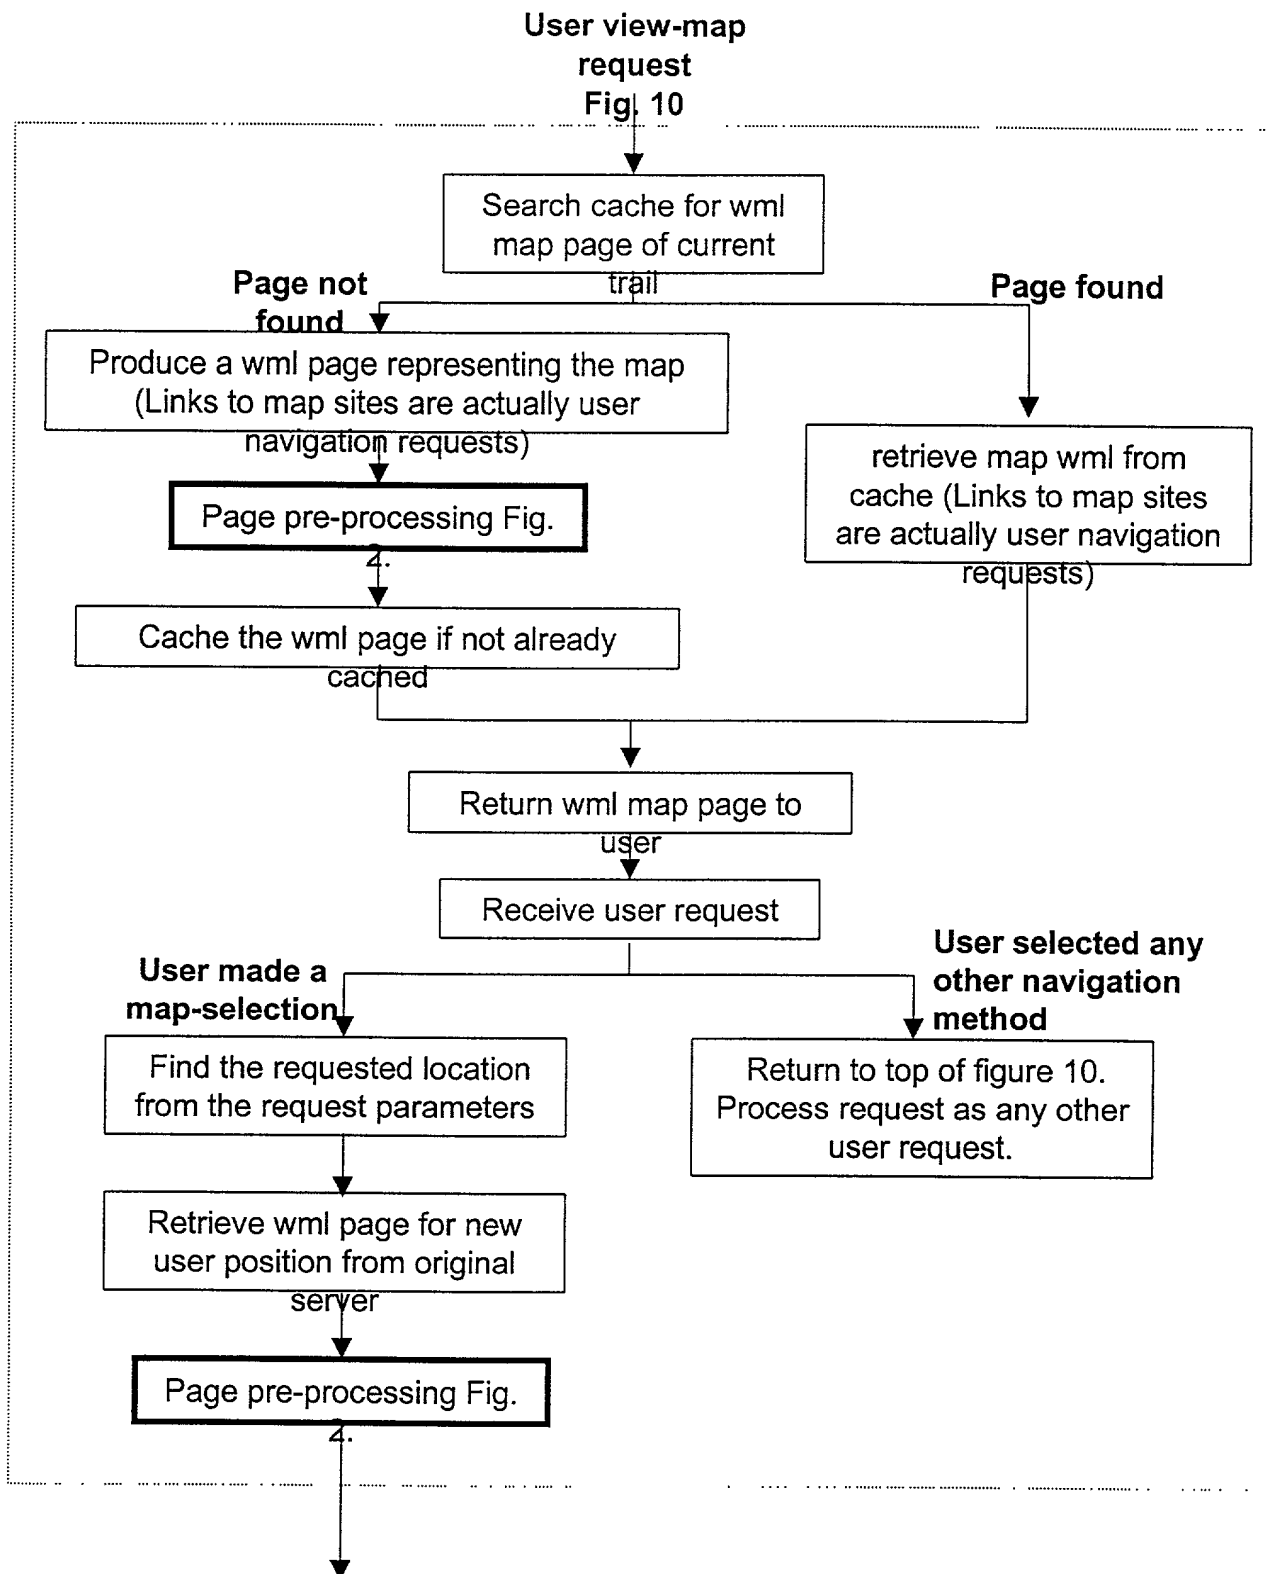 User view-map
request
Fig. 10
Search cache for wml
map page of current
trail
Page not
found
Page found
Produce a wml page representing the map
(Links to map sites are actually user
navigation requests)
retrieve map wml from
cache (Links to map sites
are actually user navigation
requests)
Page pre-processing Fig.
2.
Cache the wml page if not already
cached
Return wml map page to
user
Receive user request
User made a
map-selection
User selected any
other navigation
method
Find the requested location
from the request parameters
Return to top of figure 10.
Process request as any other
user request.
Retrieve wml page for new
user position from original
server
Page pre-processing Fig.
2.